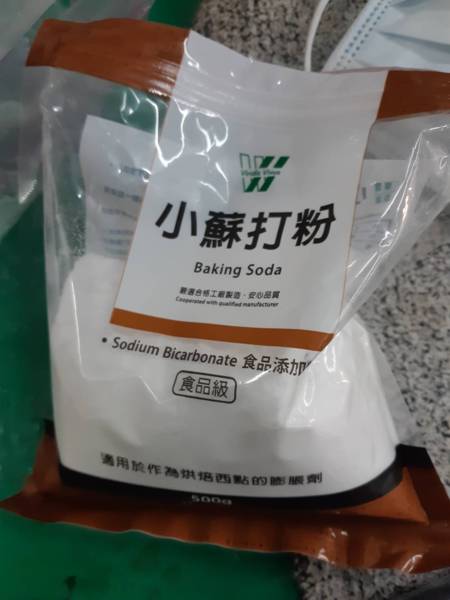 小蘇打粉
Baking Soda
嚴選合格工廠製造・安心品質
Cooperated with qualified manufacturer
• Sodium Bicarbonate 食品添加
食品級
適用於作為烘焙西點的膨脹劑
500g